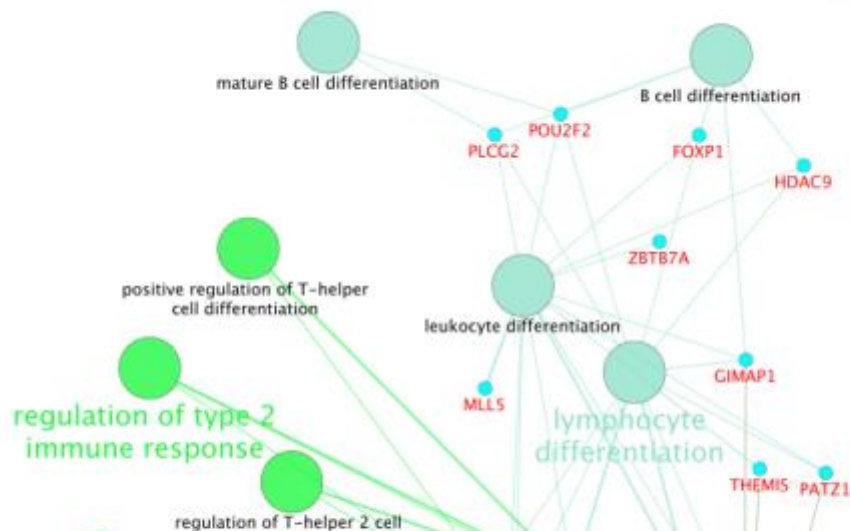 mature B cell differentiation
B cell differentiation
POU2F2
PLCG2
FOXP1
HDAC9
ZBTB7A
positive regulation of T-helper
cell differentiation
leukocyte differentiation
GIMAP1
MLL5
regulation of type 2
immune response
lymphocyte
differentiation
THEMIS
PATZ1
regulation of T-helper 2 cell